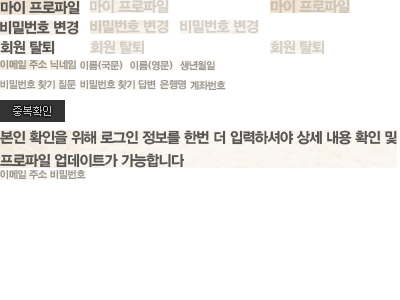 마이 프로파일 마이 프로파일 마이 프로파일
비밀번호 변경 비밀번호 변경 비밀번호 변경
회원 탈퇴 회원 탈퇴 회원 탈퇴
이메일 주소 닉네임 이름(국문) 이름(영문) 생년월일
비밀번호 찾기 질문 비밀번호 찾기 답변 은행명 계좌번호
중복확인
본인 확인을 위해 로그인 정보를 한번 더 입력하셔야 상세 내용 확인 및
프로파일 업데이트가 가능합니다
이메일 주소 비밀번호